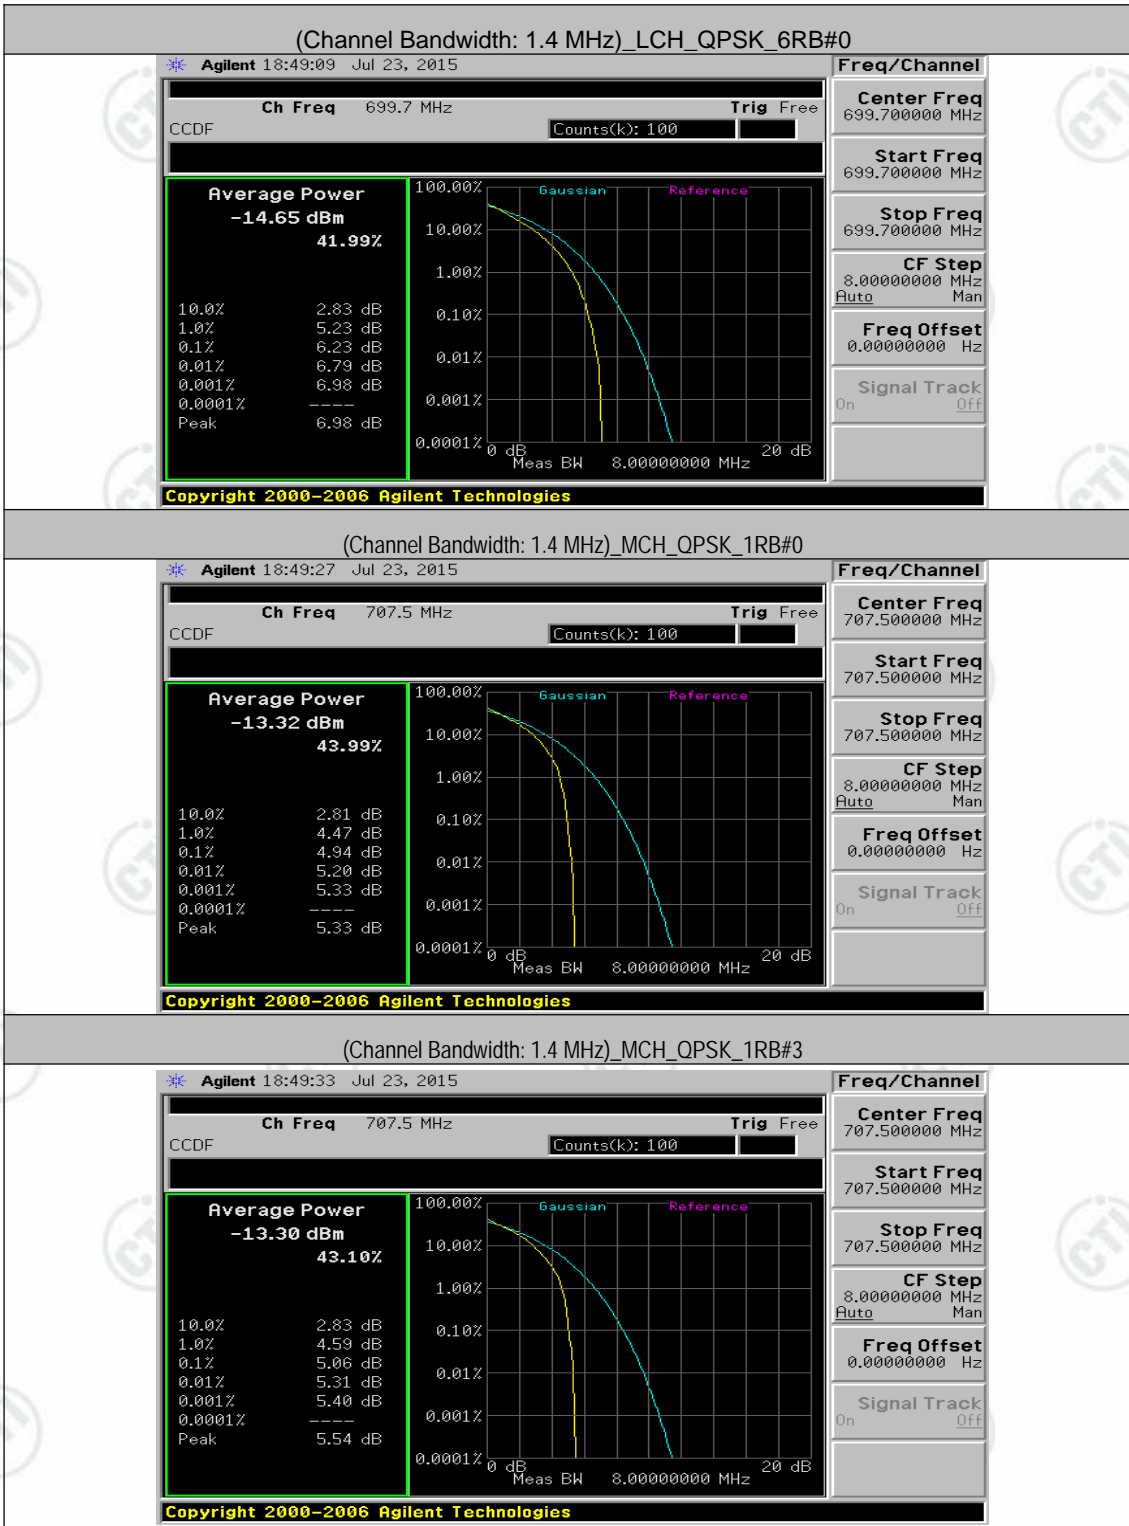 (Channel Bandwidth: 1.4 MHz)_LCH_QPSK_6RB#0
Agilent 18:49:09 Jul 23, 2015
Freq/Channel
Ch Freq 699.7 MHz Trig Free
CCDF Counts(k): 100
Center Freq
699.700000 MHz
Start Freq
699.700000 MHz
Stop Freq
699.700000 MHz
CF Step
8.00000000 MHz
Auto Man
Freq Offset
0.00000000 Hz
Signal Track
On Off
Average Power
-14.65 dBm
41.99%
10.0% 2.83 dB
1.0% 5.23 dB
0.1% 6.23 dB
0.01% 6.79 dB
0.001% 6.98 dB
0.0001% ----
Peak 6.98 dB
Gaussian Reference
100.00%
10.00%
1.00%
0.10%
0.01%
0.001%
0.0001%
0 dB 20 dB
Meas BW 8.00000000 MHz
Copyright 2000-2006 Agilent Technologies
(Channel Bandwidth: 1.4 MHz)_MCH_QPSK_1RB#0
Agilent 18:49:27 Jul 23, 2015
Freq/Channel
Ch Freq 707.5 MHz Trig Free
CCDF Counts(k): 100
Center Freq
707.500000 MHz
Start Freq
707.500000 MHz
Stop Freq
707.500000 MHz
CF Step
8.00000000 MHz
Auto Man
Freq Offset
0.00000000 Hz
Signal Track
On Off
Average Power
-13.32 dBm
43.99%
10.0% 2.81 dB
1.0% 4.47 dB
0.1% 4.94 dB
0.01% 5.20 dB
0.001% 5.33 dB
0.0001% ----
Peak 5.33 dB
Gaussian Reference
100.00%
10.00%
1.00%
0.10%
0.01%
0.001%
0.0001%
0 dB 20 dB
Meas BW 8.00000000 MHz
Copyright 2000-2006 Agilent Technologies
(Channel Bandwidth: 1.4 MHz)_MCH_QPSK_1RB#3
Agilent 18:49:33 Jul 23, 2015
Freq/Channel
Ch Freq 707.5 MHz Trig Free
CCDF Counts(k): 100
Center Freq
707.500000 MHz
Start Freq
707.500000 MHz
Stop Freq
707.500000 MHz
CF Step
8.00000000 MHz
Auto Man
Freq Offset
0.00000000 Hz
Signal Track
On Off
Average Power
-13.30 dBm
43.10%
10.0% 2.83 dB
1.0% 4.59 dB
0.1% 5.06 dB
0.01% 5.31 dB
0.001% 5.40 dB
0.0001% ----
Peak 5.54 dB
Gaussian Reference
100.00%
10.00%
1.00%
0.10%
0.01%
0.001%
0.0001%
0 dB 20 dB
Meas BW 8.00000000 MHz
Copyright 2000-2006 Agilent Technologies
CTI
CTI
CTI
CTI
CTI
CTI
CTI
CTI